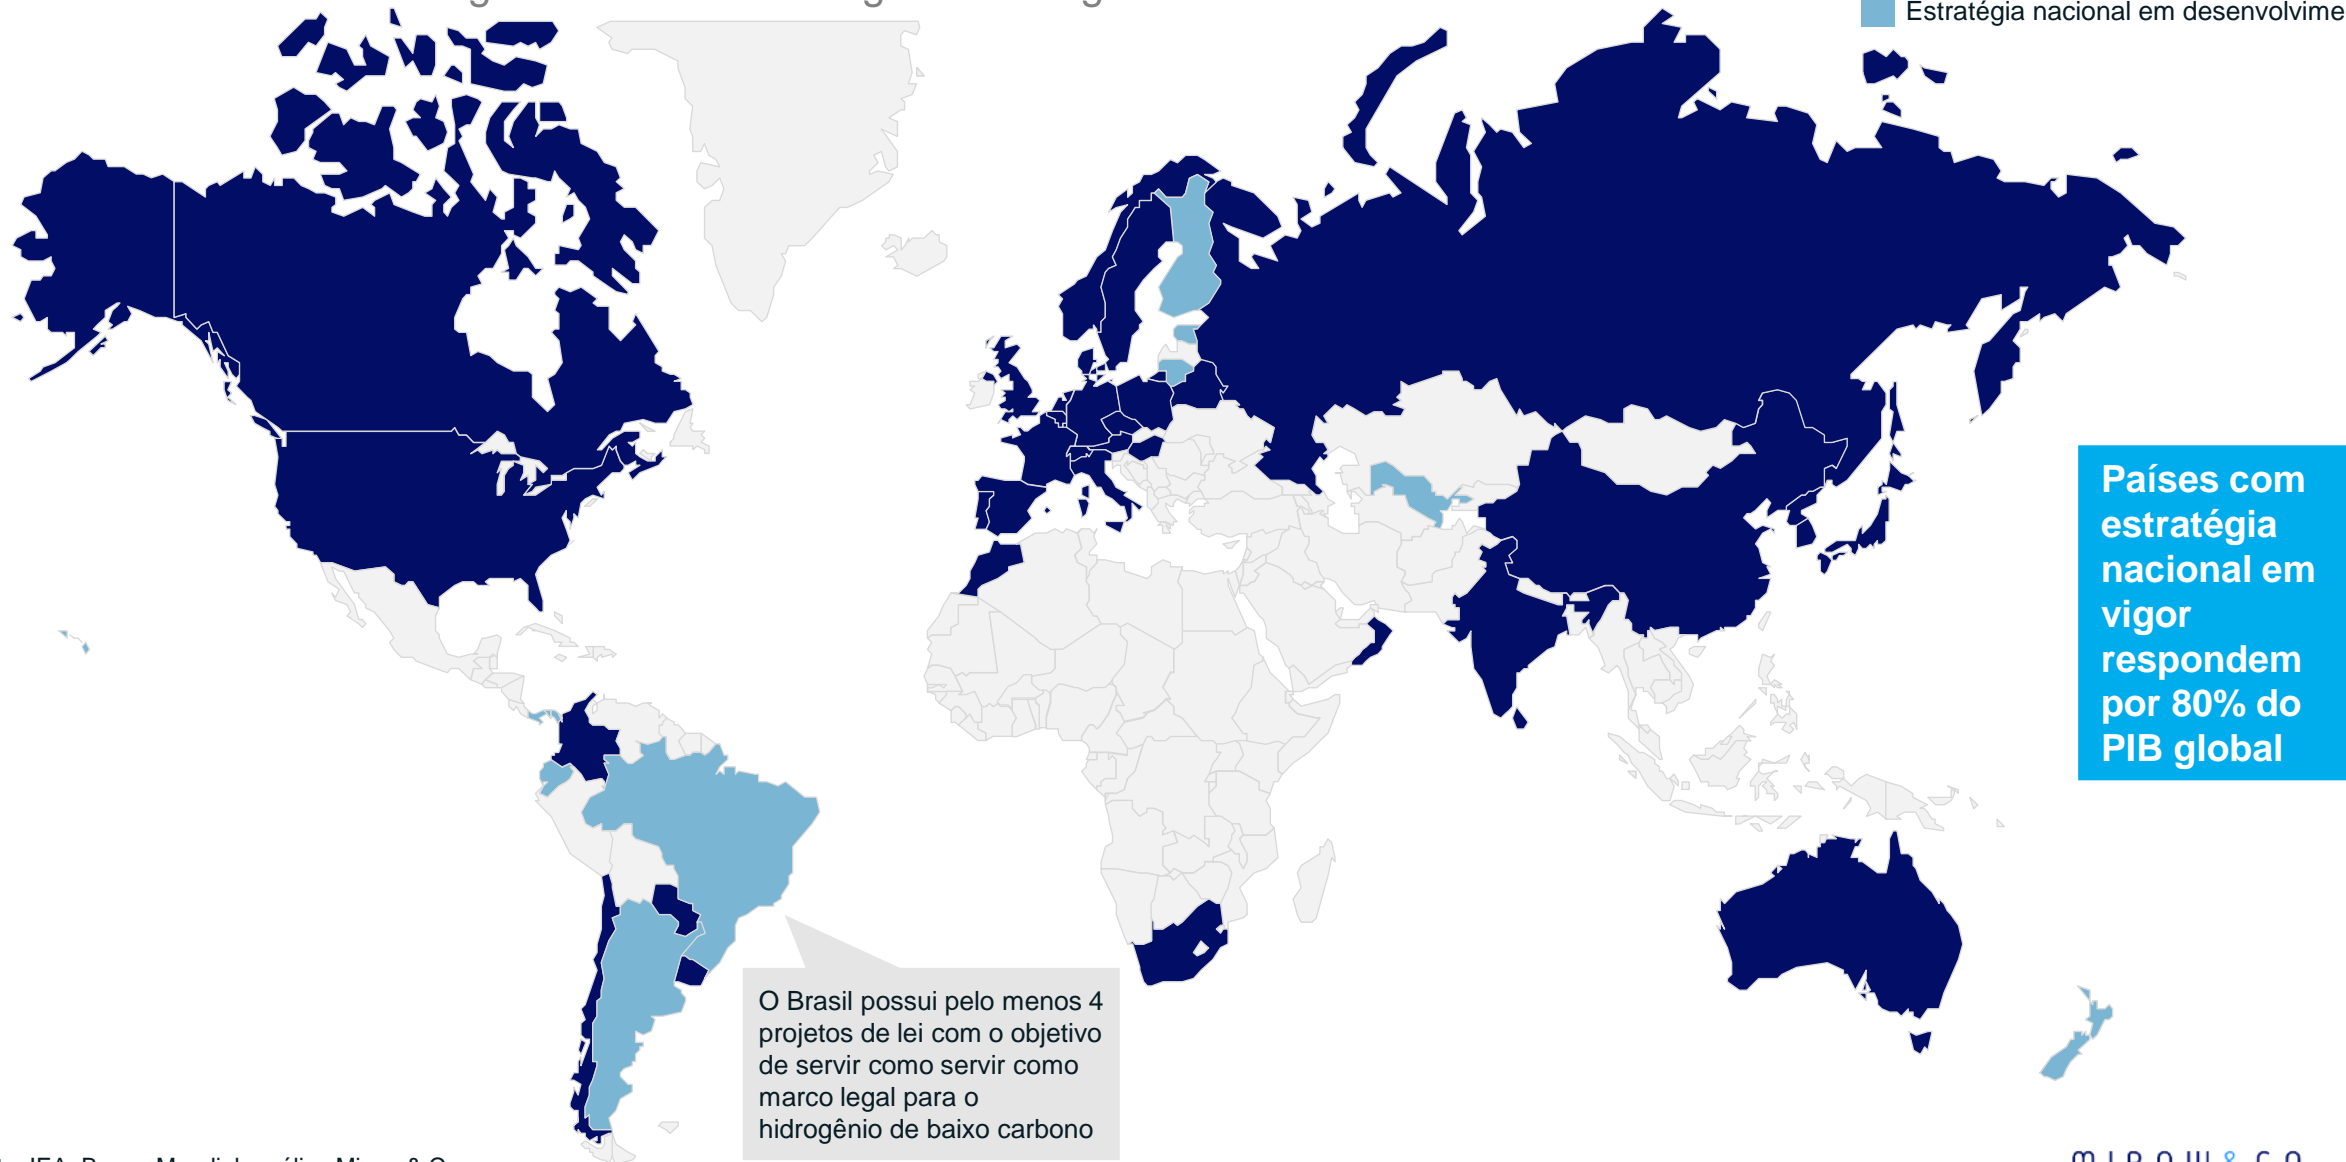 Estratégia nacional em
Países com
estratégia
nacional em
vigor
respondem
por 80% do
PIB global
O Brasil possui pelo menos 4
projetos de lei com o objetivo
de servir como servir como
marco legal para o
hidrogênio de baixo carbono